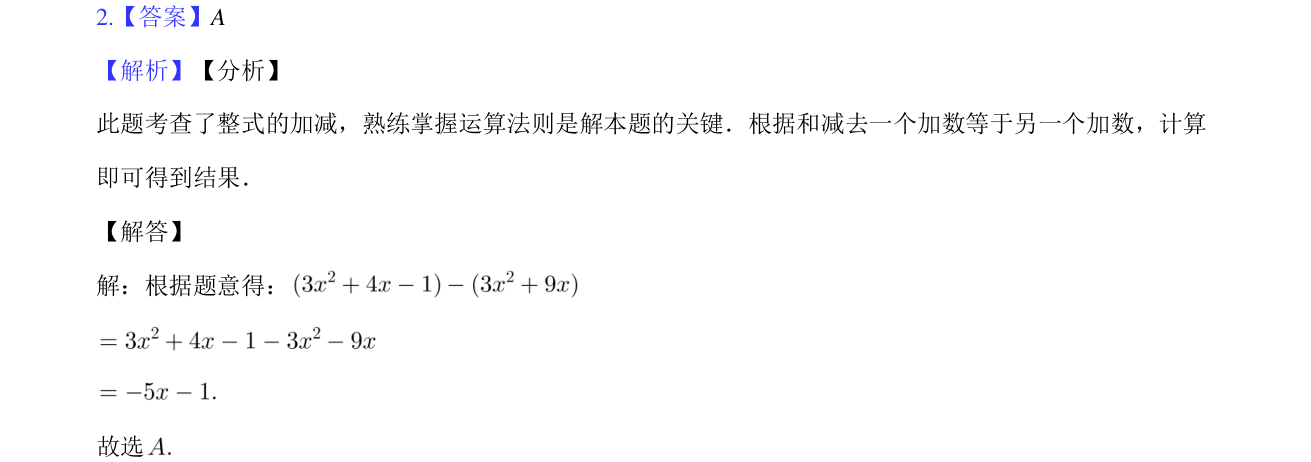 2.【答案】A
【解析】【分析】
此题考查了整式的加减，熟练掌握运算法则是解本题的关键．根据和减去一个加数等于另一个加数，计算
即可得到结果．
【解答】
解：根据题意得：(3x² + 4x − 1) − (3x² + 9x)
= 3x² + 4x − 1 − 3x² − 9x
= −5x − 1.
故选 A.